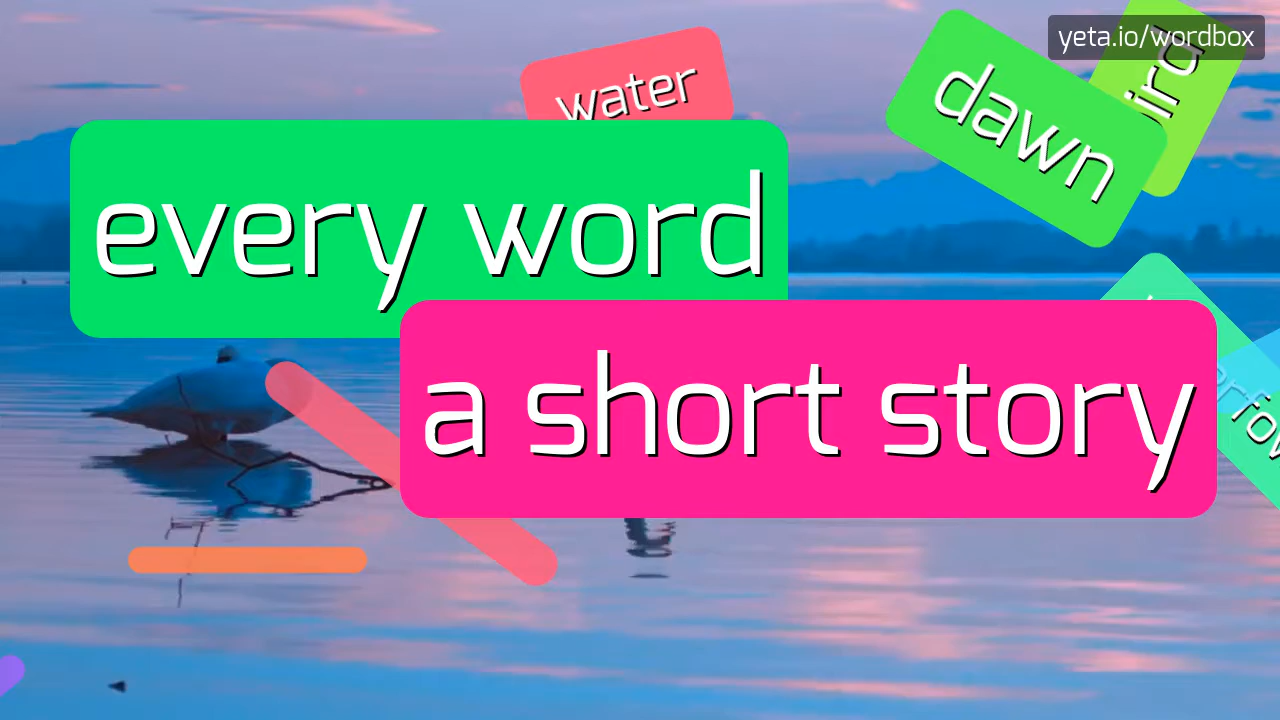 yeta.io/wordbox
water
dawn
every word
a short story